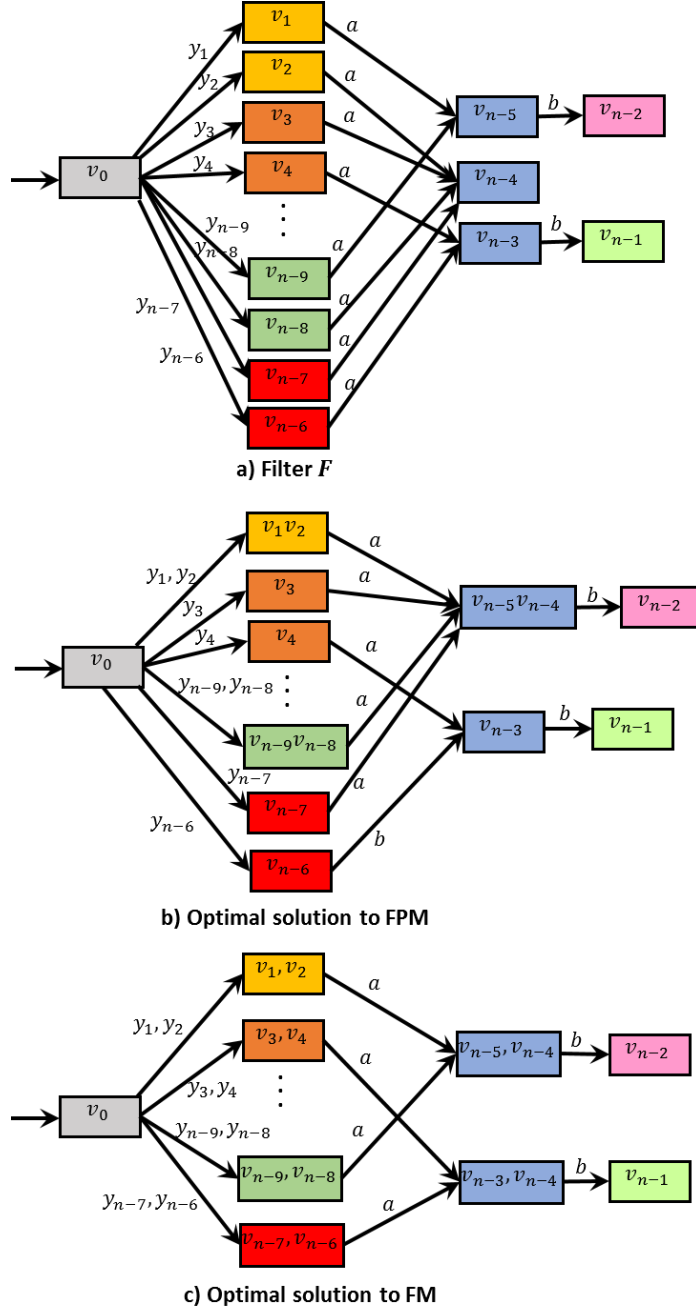 v_1
a
y_1
v_2
a
y_2
v_{n-5}
b
v_{n-2}
y_3
v_3
a
v_0
y_4
v_4
a
v_{n-4}
⋮
y_{n-9}
v_{n-3}
b
v_{n-1}
y_{n-8}
a
v_{n-9}
y_{n-7}
a
v_{n-8}
y_{n-6}
a
v_{n-7}
a
v_{n-6}
a) Filter F
v_1v_2
a
y_1, y_2
v_3
a
y_3
v_{n-5}v_{n-4}
b
v_{n-2}
y_4
v_4
a
v_0
y_{n-9}, y_{n-8}
⋮
a
v_{n-9}v_{n-8}
v_{n-3}
b
v_{n-1}
y_{n-7}
a
v_{n-7}
y_{n-6}
b
v_{n-6}
b) Optimal solution to FPM
v_1, v_2
a
y_1, y_2
v_3, v_4
a
v_{n-5}, v_{n-4}
b
v_{n-2}
y_3, y_4
⋮
v_0
y_{n-9}, y_{n-8}
a
v_{n-9}, v_{n-8}
v_{n-3}, v_{n-4}
b
v_{n-1}
y_{n-7}, y_{n-6}
a
v_{n-7}, v_{n-6}
c) Optimal solution to FM